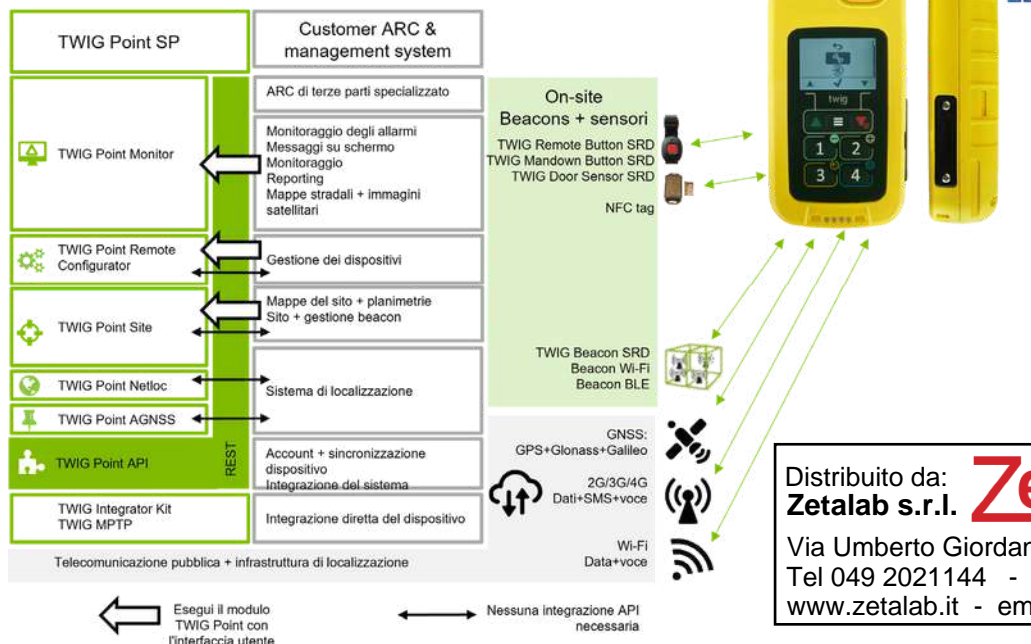 TWIG Point SP
Customer ARC &
management system
TWIG Point Monitor
ARC di terze parti specializzato
Monitoraggio degli allarmi
Messaggi su schermo
Monitoraggio
Reporting
Mappe stradali + immagini
satellitari
TWIG Point Remote
Configurator
Gestione dei dispositivi
TWIG Point Site
Mappe del sito + planimetrie
Sito + gestione beacon
TWIG Point Netloc
Sistema di localizzazione
TWIG Point AGNSS
TWIG Point API
REST
Account + sincronizzazione
dispositivo
Integrazione del sistema
TWIG Integrator Kit
TWIG MPTP
Integrazione diretta del dispositivo
Telecomunicazione pubblica + infrastruttura di localizzazione
Esegui il modulo
TWIG Point con
l'interfaccia utente
Nessuna integrazione API
necessaria
On-site
Beacons + sensori
TWIG Remote Button SRD
TWIG Mandown Button SRD
TWIG Door Sensor SRD
NFC tag
TWIG Beacon SRD
Beacon Wi-Fi
Beacon BLE
GNSS:
GPS+Glonass+Galileo
2G/3G/4G
Dati+SMS+voce
Wi-Fi
Data+voce
twig
1 2
3 4
Distribuito da:
Zetalab s.r.l.
Ze
Via Umberto Giordan
Tel 049 2021144 -
www.zetalab.it - em